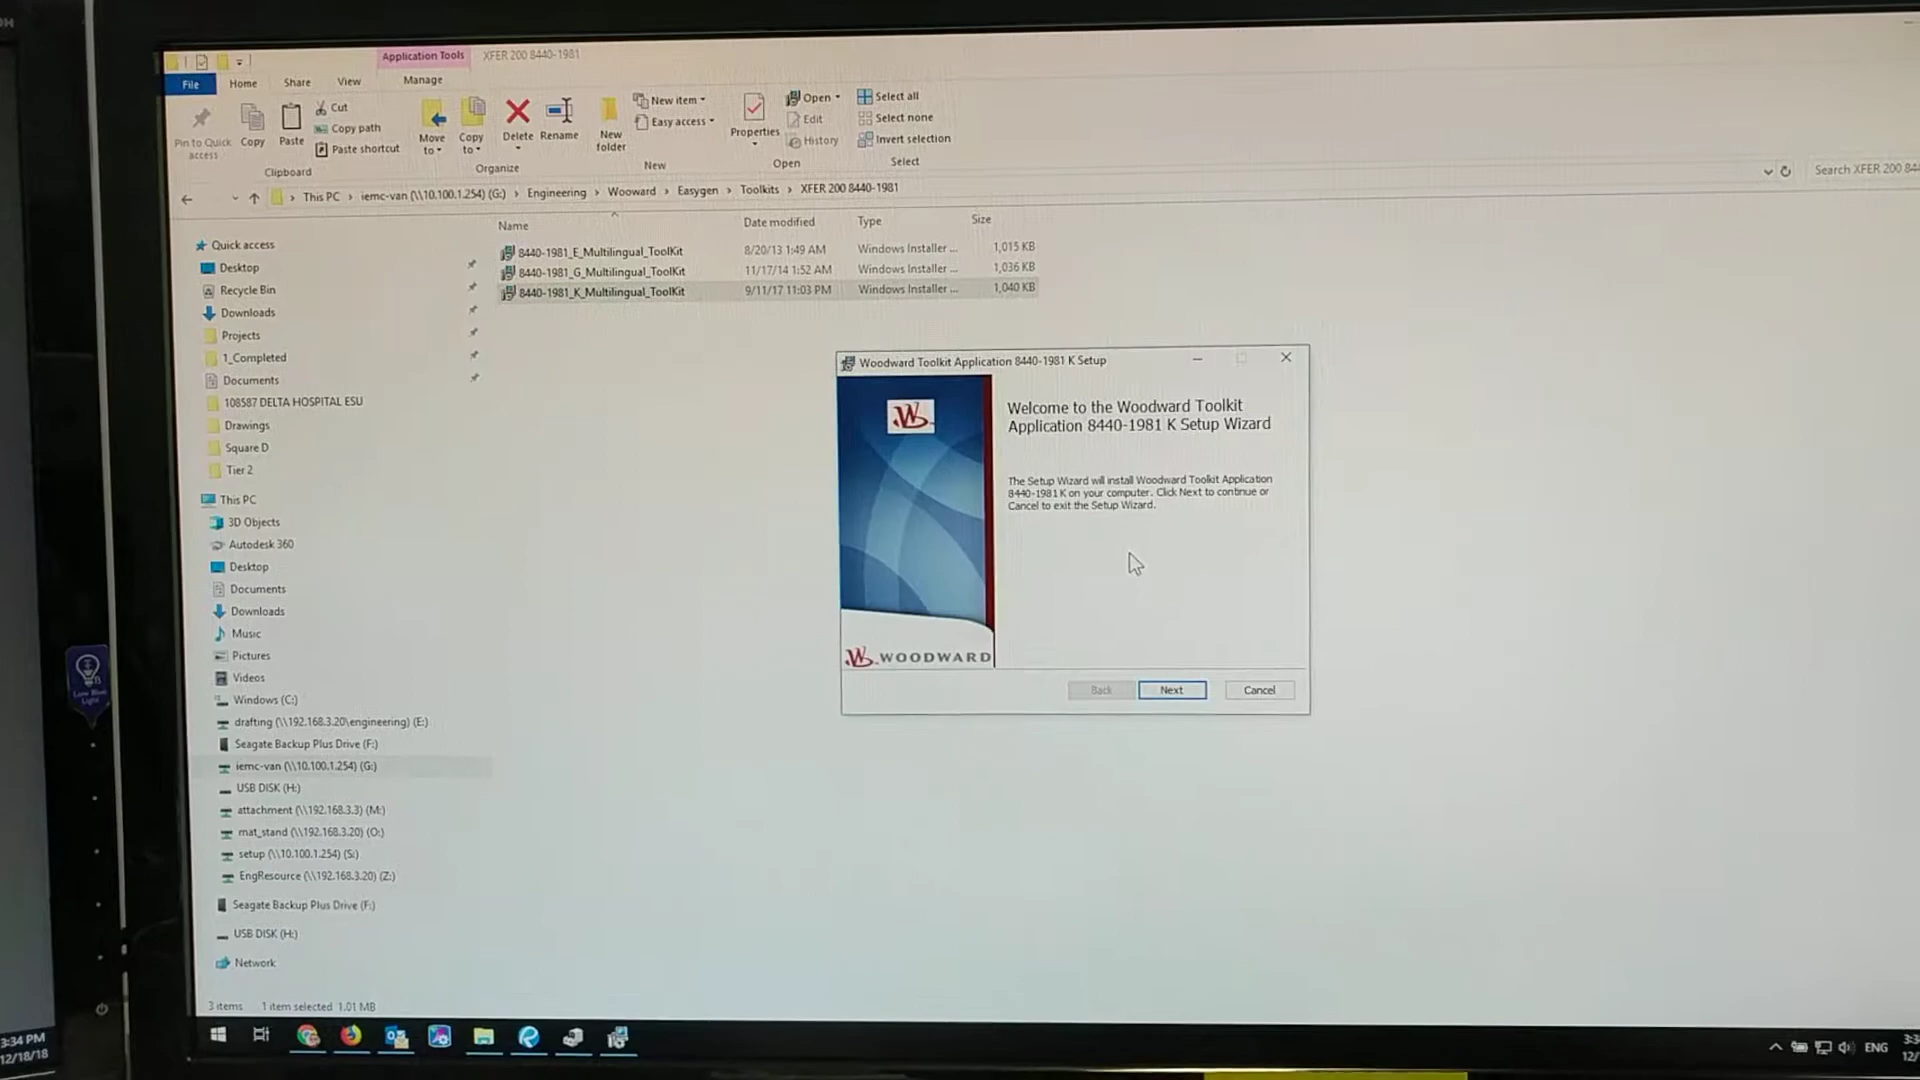 Application Tools
XFER 200 8440-1981
File
Home
Share
View
Manage
Pin to Quick access
Copy
Paste
Cut
Copy path
Paste shortcut
Clipboard
Move to
Copy to
Delete
Rename
Organize
New folder
New item
Easy access
New
Properties
Open
Edit
History
Open
Select all
Select none
Invert selection
Select
This PC
iemc-van (\\10.100.1.254) (G:)
Engineering
Wooward
Easygen
Toolkits
XFER 200 8440-1981
Search XFER 200
Name
Date modified
Type
Size
8440-1981_E_Multilingual_ToolKit 8/20/13 1:49 AM Windows Installer ... 1,015 KB
8440-1981_G_Multilingual_ToolKit 11/17/14 1:52 AM Windows Installer ... 1,036 KB
8440-1981_K_Multilingual_ToolKit 9/11/17 11:03 PM Windows Installer ... 1,040 KB
Quick access
Desktop
Recycle Bin
Downloads
Projects
1_Completed
Documents
108587 DELTA HOSPITAL ESU
Drawings
Square D
Tier 2
This PC
3D Objects
Autodesk 360
Desktop
Documents
Downloads
Music
Pictures
Videos
Windows (C:)
drafting (\\192.168.3.20\engineering) (E:)
Seagate Backup Plus Drive (F:)
iemc-van (\\10.100.1.254) (G:)
USB DISK (H:)
attachment (\\192.168.3.3) (M:)
mat_stand (\\192.168.3.20) (O:)
setup (\\10.100.1.254) (S:)
EngResource (\\192.168.3.20) (Z:)
Seagate Backup Plus Drive (F:)
USB DISK (H:)
Network
3 items
1 item selected 1.01 MB
Woodward Toolkit Application 8440-1981 K Setup
Welcome to the Woodward Toolkit
Application 8440-1981 K Setup Wizard
The Setup Wizard will install Woodward Toolkit Application
8440-1981 K on your computer. Click Next to continue or
Cancel to exit the Setup Wizard.
WOODWARD
Back
Next
Cancel
Low Blue
Light
3:34 PM
12/18/18
ENG